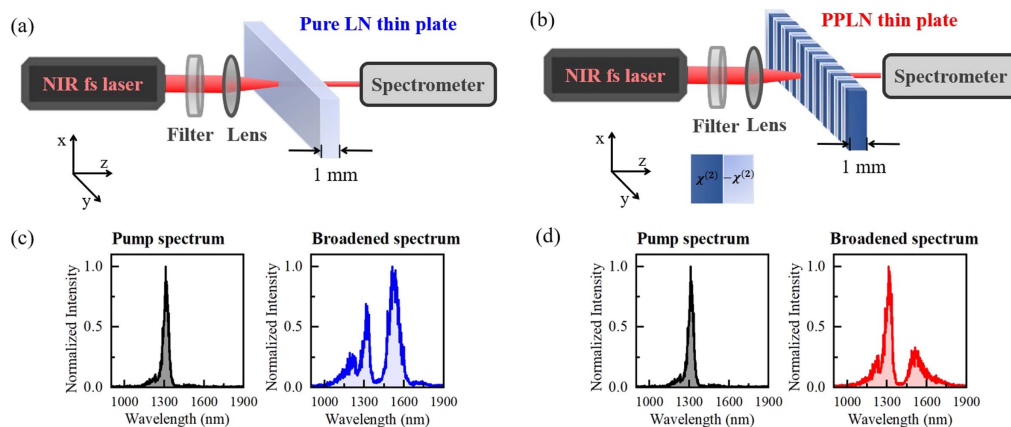 (a)
Pure LN thin plate
NIR fs laser
Spectrometer
Filter
Lens
x
z
y
1 mm
(b)
PPLN thin plate
NIR fs laser
Spectrometer
Filter
Lens
x
z
y
1 mm
χ⁽²⁾ −χ⁽²⁾
(c)
Pump spectrum
Normalized Intensity
1.0
0.5
0.0
900 1300 1600 1900
Wavelength (nm)
Broadened spectrum
Normalized Intensity
1.0
0.5
0.0
1000 1300 1600 1900
Wavelength (nm)
(d)
Pump spectrum
Normalized Intensity
1.0
0.5
0.0
1000 1300 1600 1900
Wavelength (nm)
Broadened spectrum
Normalized Intensity
1.0
0.5
0.0
1000 1300 1600 1900
Wavelength (nm)